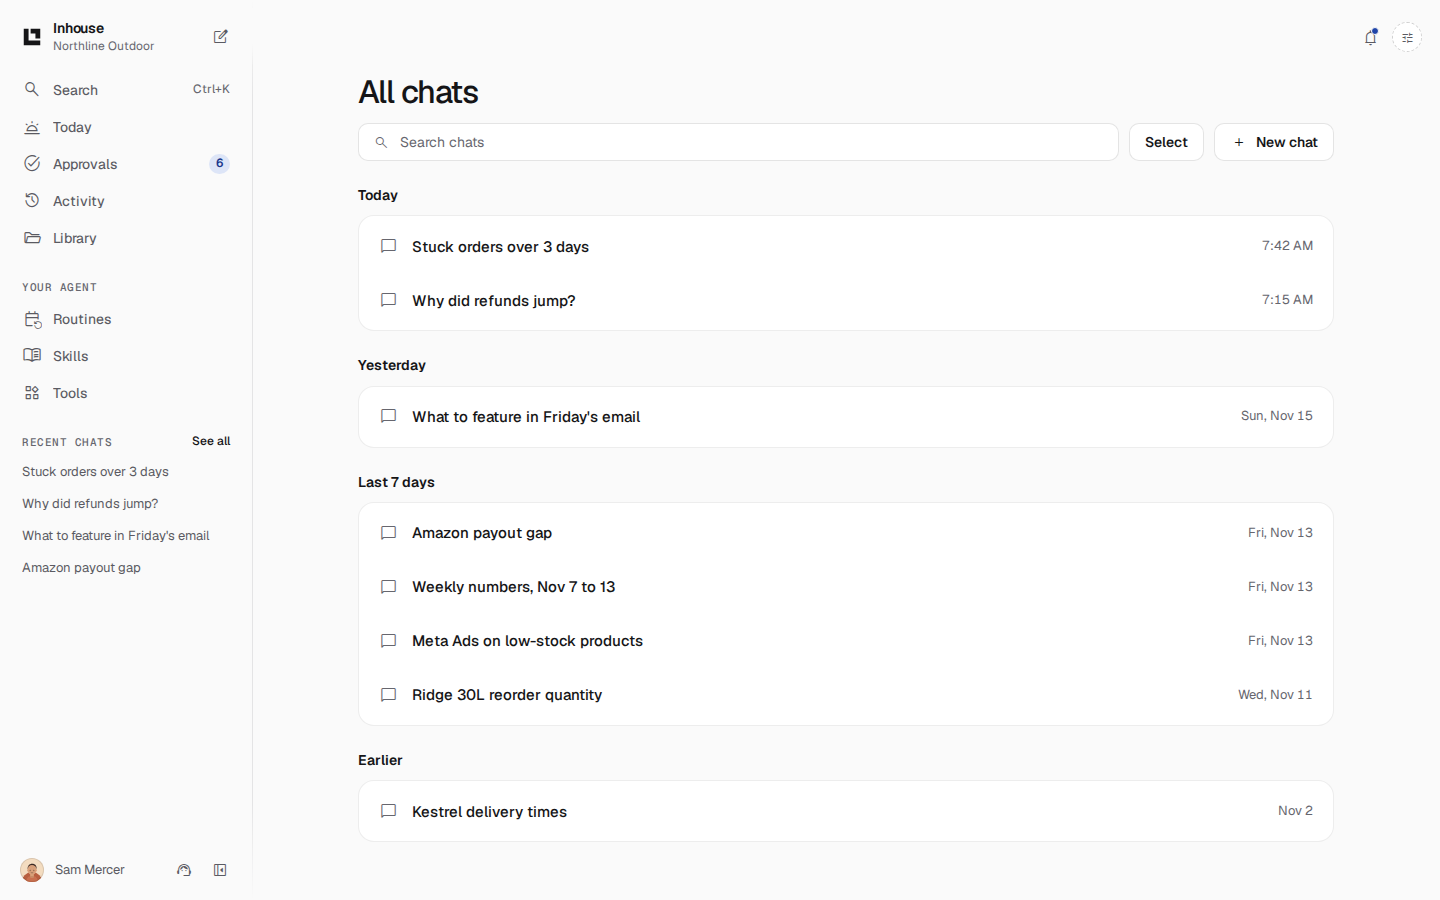 Inhouse
Northline Outdoor
Search Ctrl+K
Today
Approvals 6
Activity
Library
YOUR AGENT
Routines
Skills
Tools
RECENT CHATS See all
Stuck orders over 3 days
Why did refunds jump?
What to feature in Friday's email
Amazon payout gap
Sam Mercer
All chats
Search chats
Select
+ New chat
Today
Stuck orders over 3 days 7:42 AM
Why did refunds jump? 7:15 AM
Yesterday
What to feature in Friday's email Sun, Nov 15
Last 7 days
Amazon payout gap Fri, Nov 13
Weekly numbers, Nov 7 to 13 Fri, Nov 13
Meta Ads on low-stock products Fri, Nov 13
Ridge 30L reorder quantity Wed, Nov 11
Earlier
Kestrel delivery times Nov 2